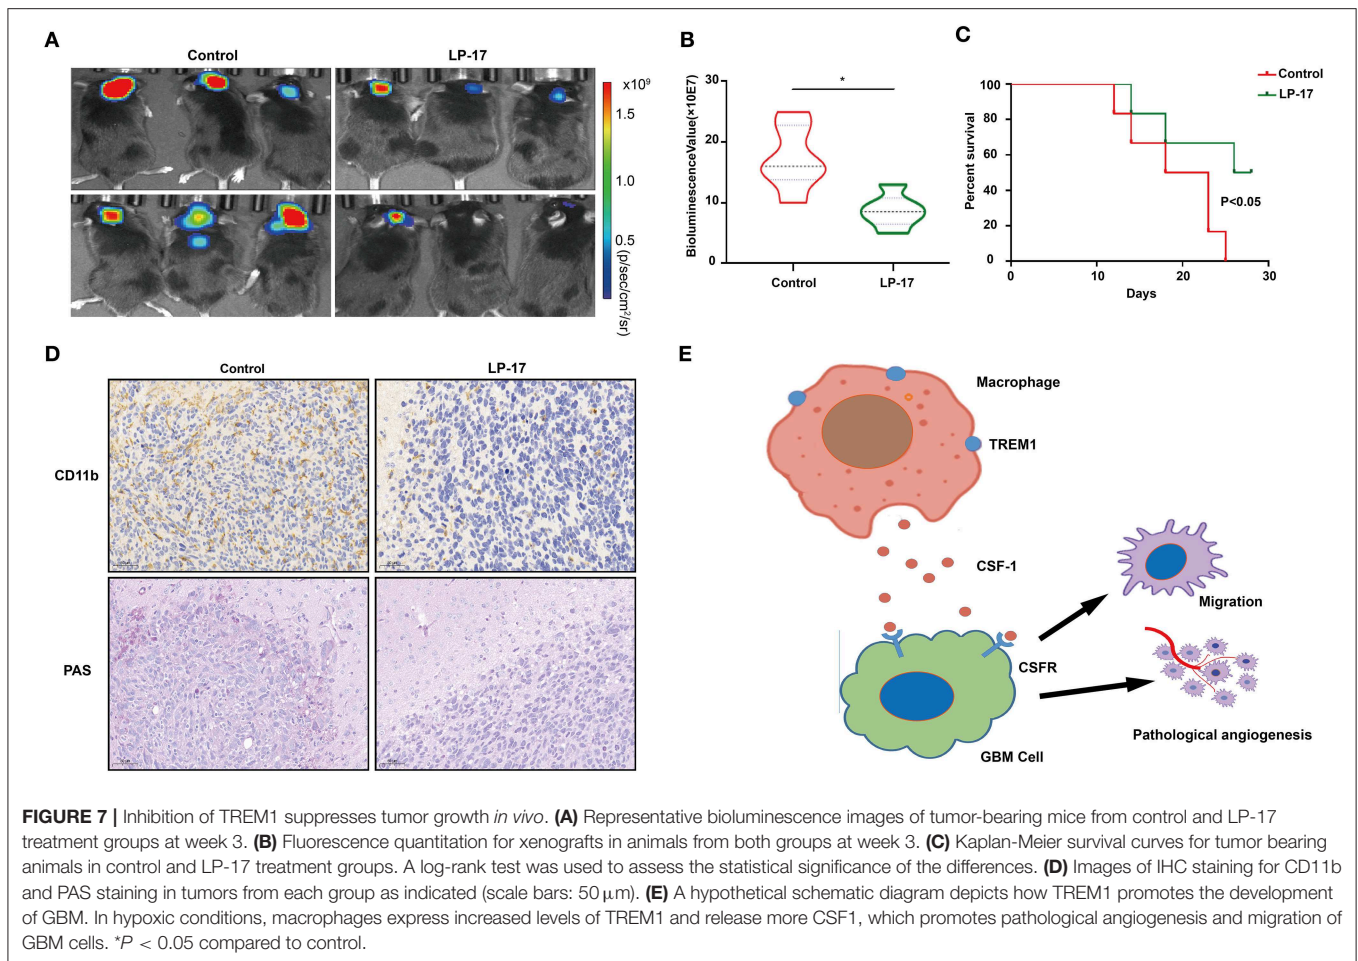 A
Control
LP-17
x10⁹
1.5
1.0
0.5
(p/sec/cm²/sr)
B
BioluminescenceValue(×10E7)
30
20
10
0
*
Control
LP-17
C
Control
LP-17
Percent survival
100
80
60
40
20
0
P<0.05
0
10
20
30
Days
D
Control
LP-17
CD11b
PAS
E
Macrophage
TREM1
CSF-1
CSFR
GBM Cell
Migration
Pathological angiogenesis
FIGURE 7 | Inhibition of TREM1 suppresses tumor growth in vivo. (A) Representative bioluminescence images of tumor-bearing mice from control and LP-17
treatment groups at week 3. (B) Fluorescence quantitation for xenografts in animals from both groups at week 3. (C) Kaplan-Meier survival curves for tumor bearing
animals in control and LP-17 treatment groups. A log-rank test was used to assess the statistical significance of the differences. (D) Images of IHC staining for CD11b
and PAS staining in tumors from each group as indicated (scale bars: 50 μm). (E) A hypothetical schematic diagram depicts how TREM1 promotes the development
of GBM. In hypoxic conditions, macrophages express increased levels of TREM1 and release more CSF1, which promotes pathological angiogenesis and migration of
GBM cells. *P < 0.05 compared to control.